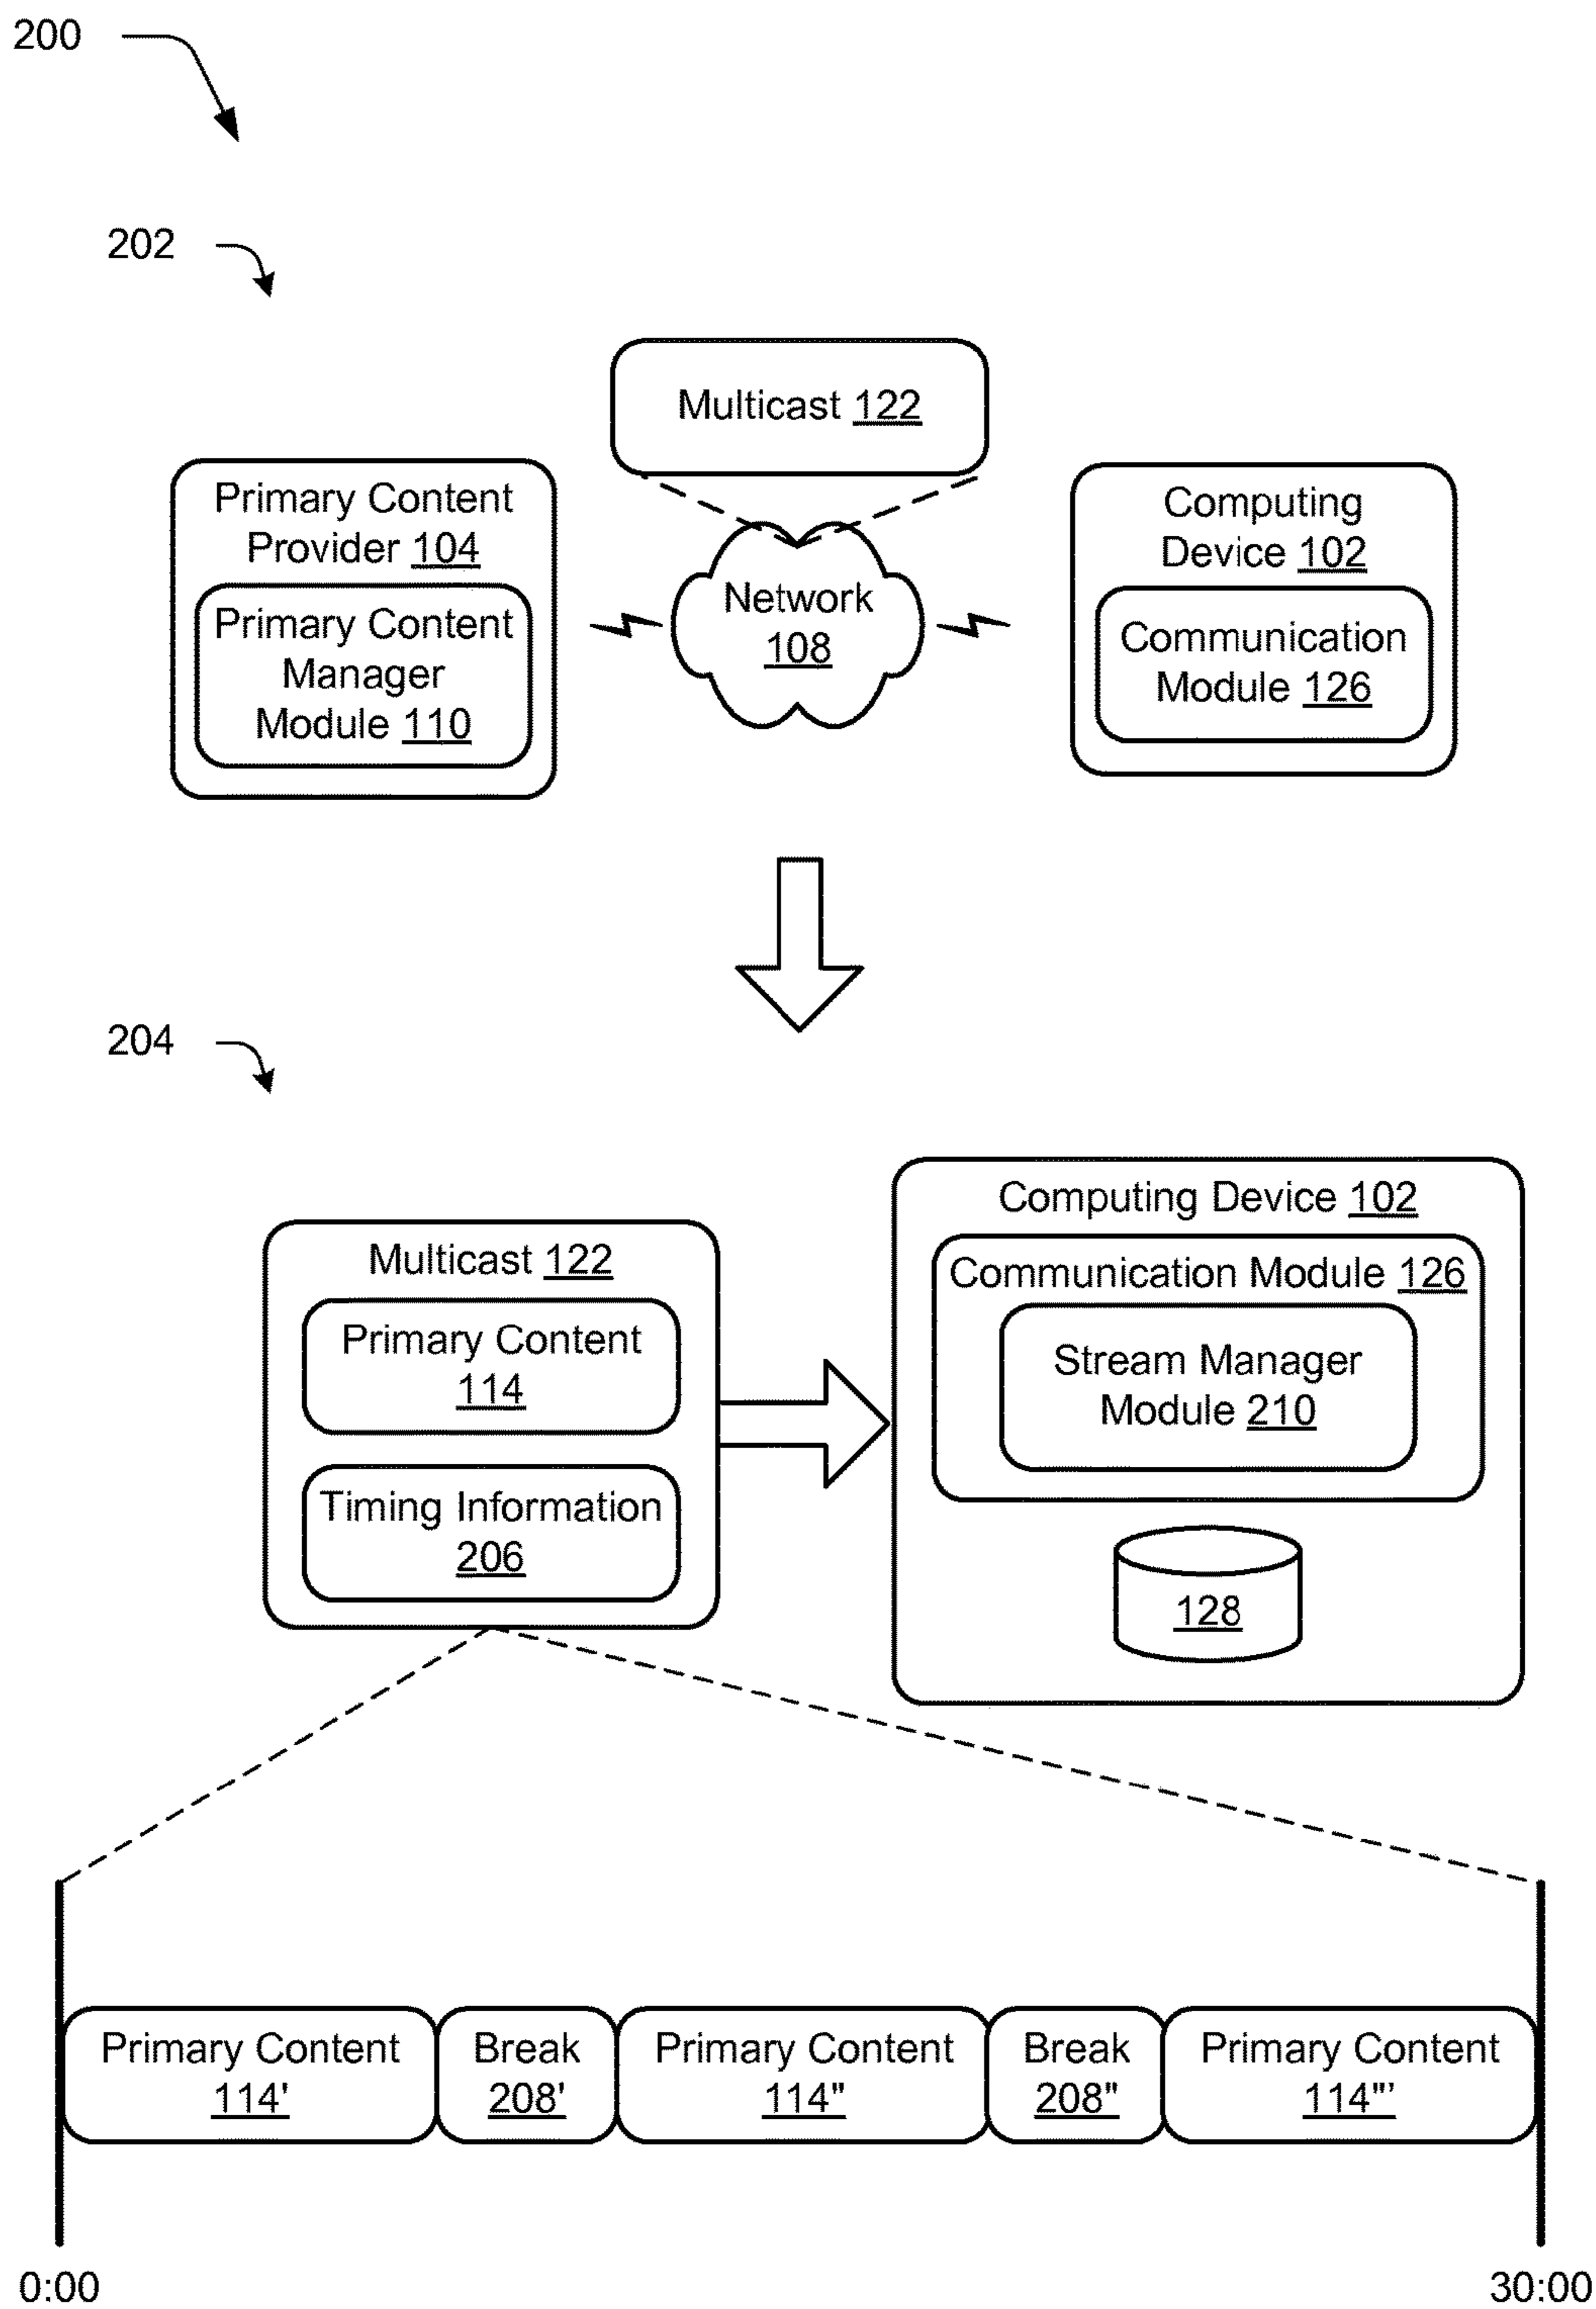 200
202
Multicast 122
Primary Content
Provider 104
Primary Content
Manager
Module 110
Network
108
Computing
Device 102
Communication
Module 126
204
Multicast 122
Primary Content
114
Timing Information
206
Computing Device 102
Communication Module 126
Stream Manager
Module 210
128
Primary Content
114'
Break
208'
Primary Content
114"
Break
208"
Primary Content
114"'
0:00
30:00